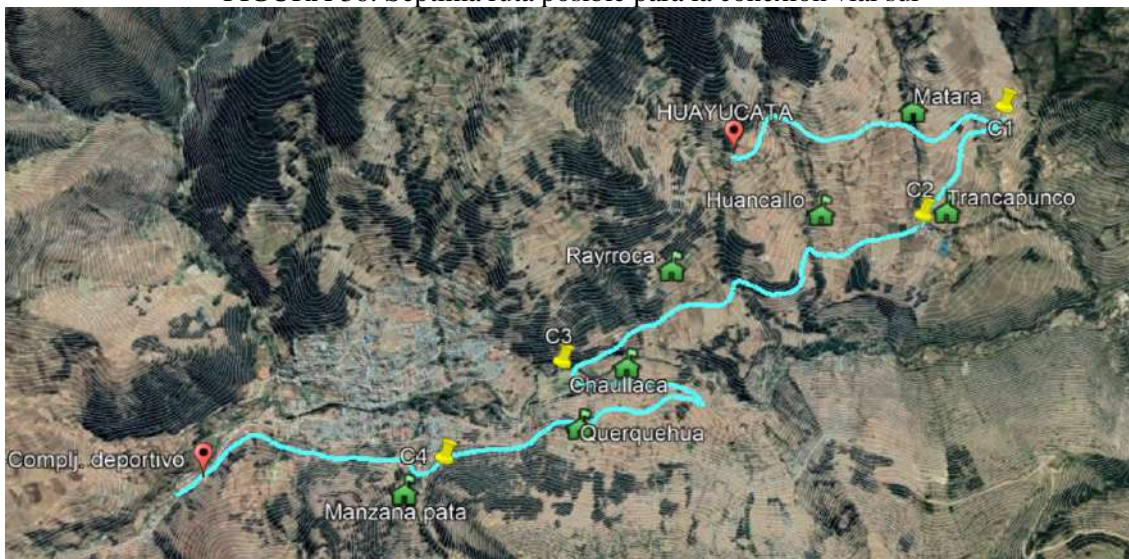 Matara
HUAYUCATA
C1
C2
Huancallo
Trancapunco
Rayrroca
C3
Chaullaca
Querquehua
C4
Complj. deportivo
Manzana pata